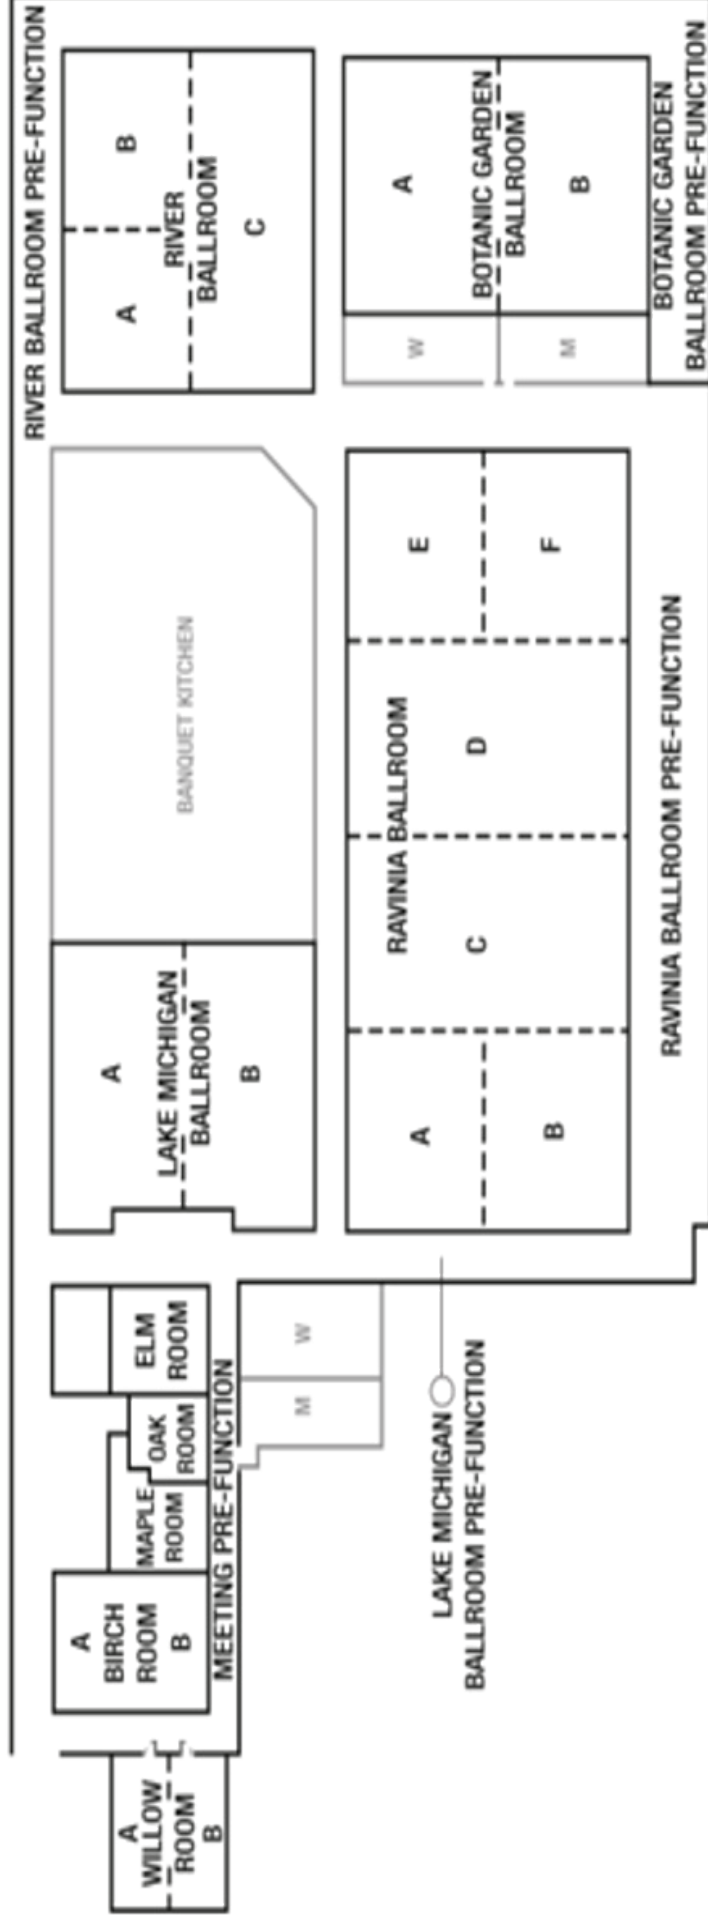 A
WILLOW
ROOM
B
A
BIRCH
ROOM
B
MAPLE
ROOM
OAK
ROOM
ELM
ROOM
MEETING PRE-FUNCTION
M
W
LAKE MICHIGAN
BALLROOM PRE-FUNCTION
A
LAKE MICHIGAN
BALLROOM
B
BANQUET KITCHEN
RIVER BALLROOM PRE-FUNCTION
A
B
RIVER
BALLROOM
C
RAVINIA BALLROOM
A
B
C
D
E
F
RAVINIA BALLROOM PRE-FUNCTION
W
M
A
BOTANIC GARDEN
BALLROOM
B
BOTANIC GARDEN
BALLROOM PRE-FUNCTION